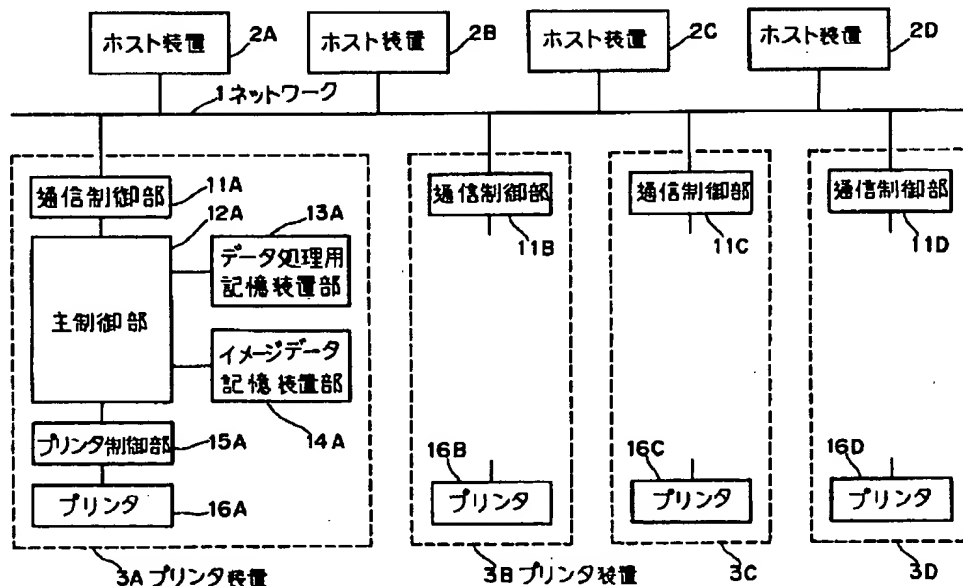 ホスト装置 2A ホスト装置 2B ホスト装置 2C ホスト装置 2D
1 ネットワーク
通信制御部 11A
12A
13A
データ処理用
記憶装置部
主制御部
イメージデータ
記憶装置部
14A
プリンタ制御部 15A
プリンタ 16A
3A プリンタ装置
通信制御部
11B
16B
プリンタ
3B プリンタ装置
通信制御部
11C
16C
プリンタ
3C
通信制御部
11D
16D
プリンタ
3D